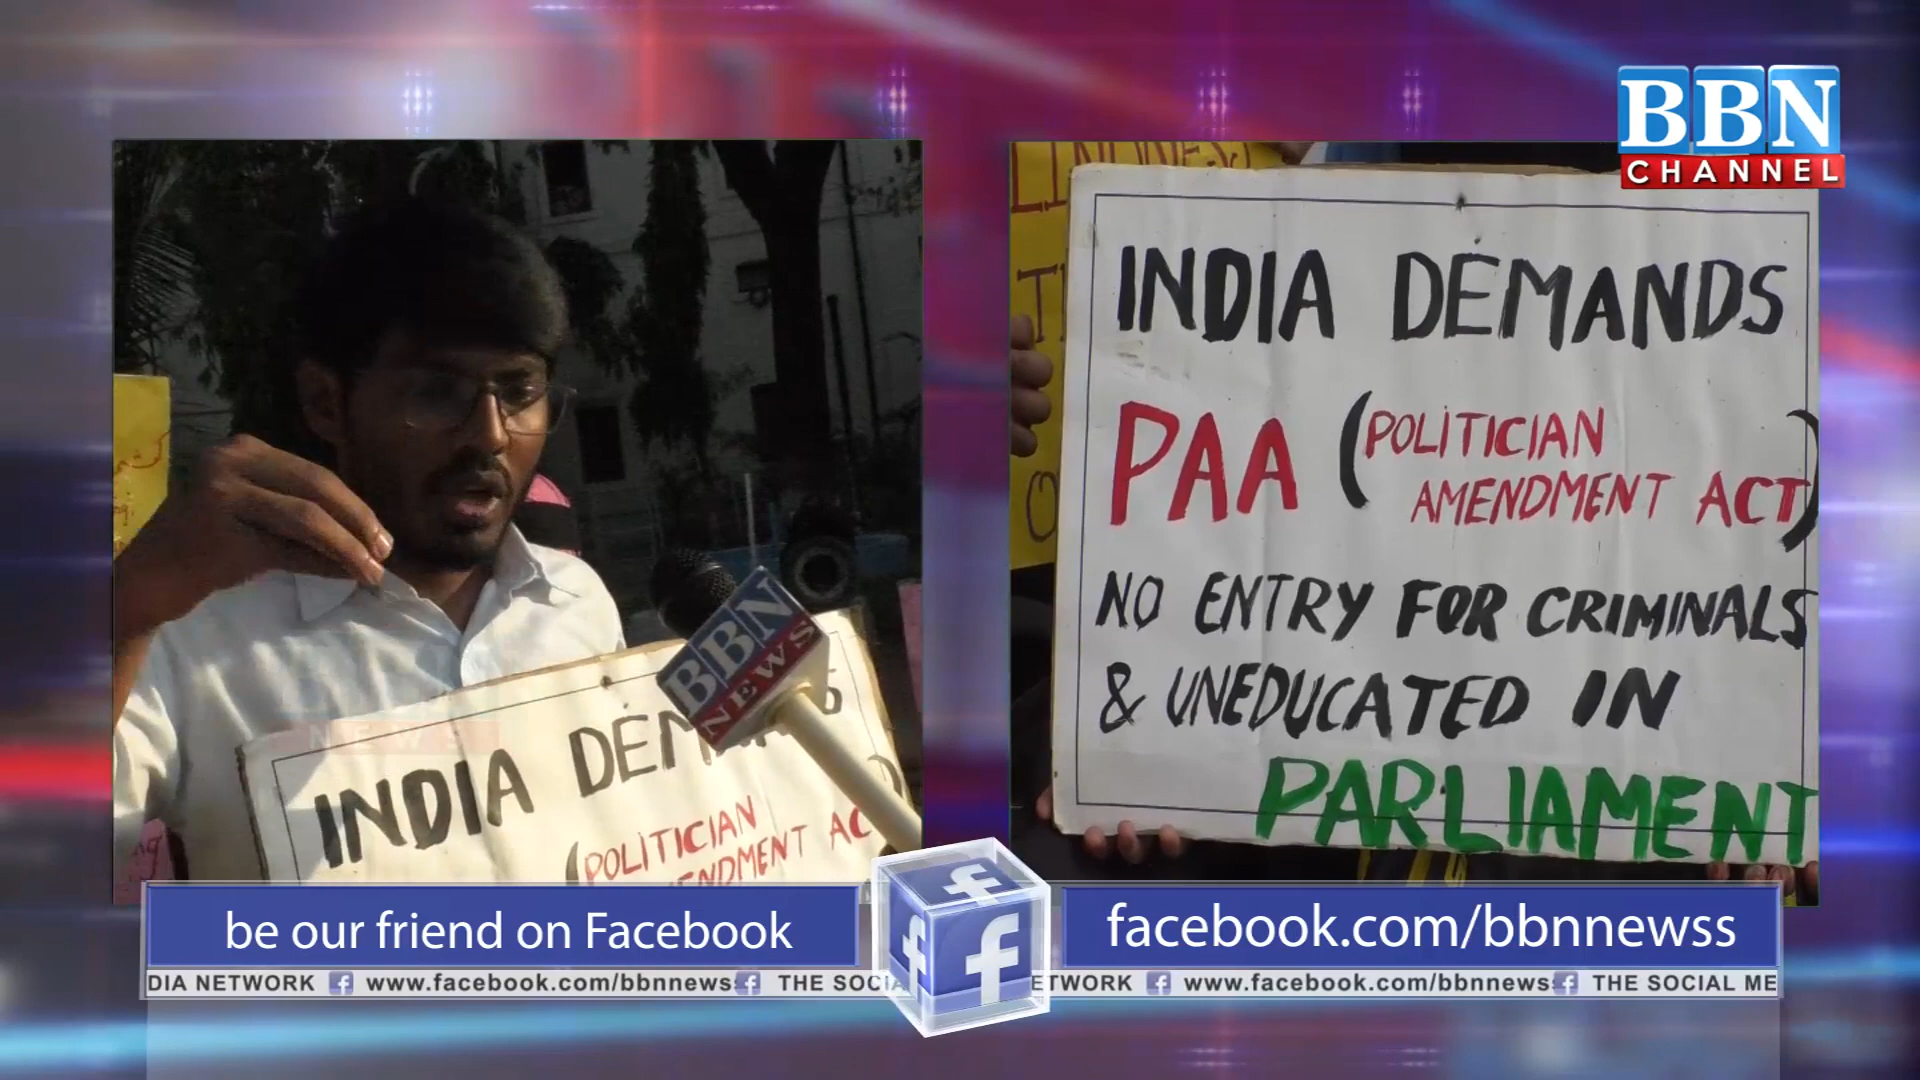 BBN
CHANNEL
INDIA DEMANDS
PAA (POLITICIAN
AMENDMENT ACT)
NO ENTRY FOR CRIMINALS
& UNEDUCATED IN
PARLIAMENT
BBN
NEWS
NEWS
INDIA DEM
(POLITICIAN
NDMENT AC
be our friend on Facebook
facebook.com/bbnnewss
DIA NETWORK f www.facebook.com/bbnnews f THE SOCIA
ETWORK f www.facebook.com/bbnnews f THE SOCIAL ME